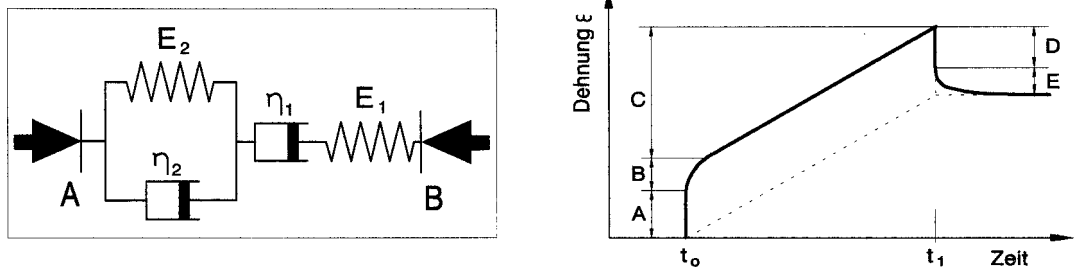 E₂
η₁
E₁
η₂
A
B
Dehnung ε
C
B
A
D
E
t₀
t₁
Zeit